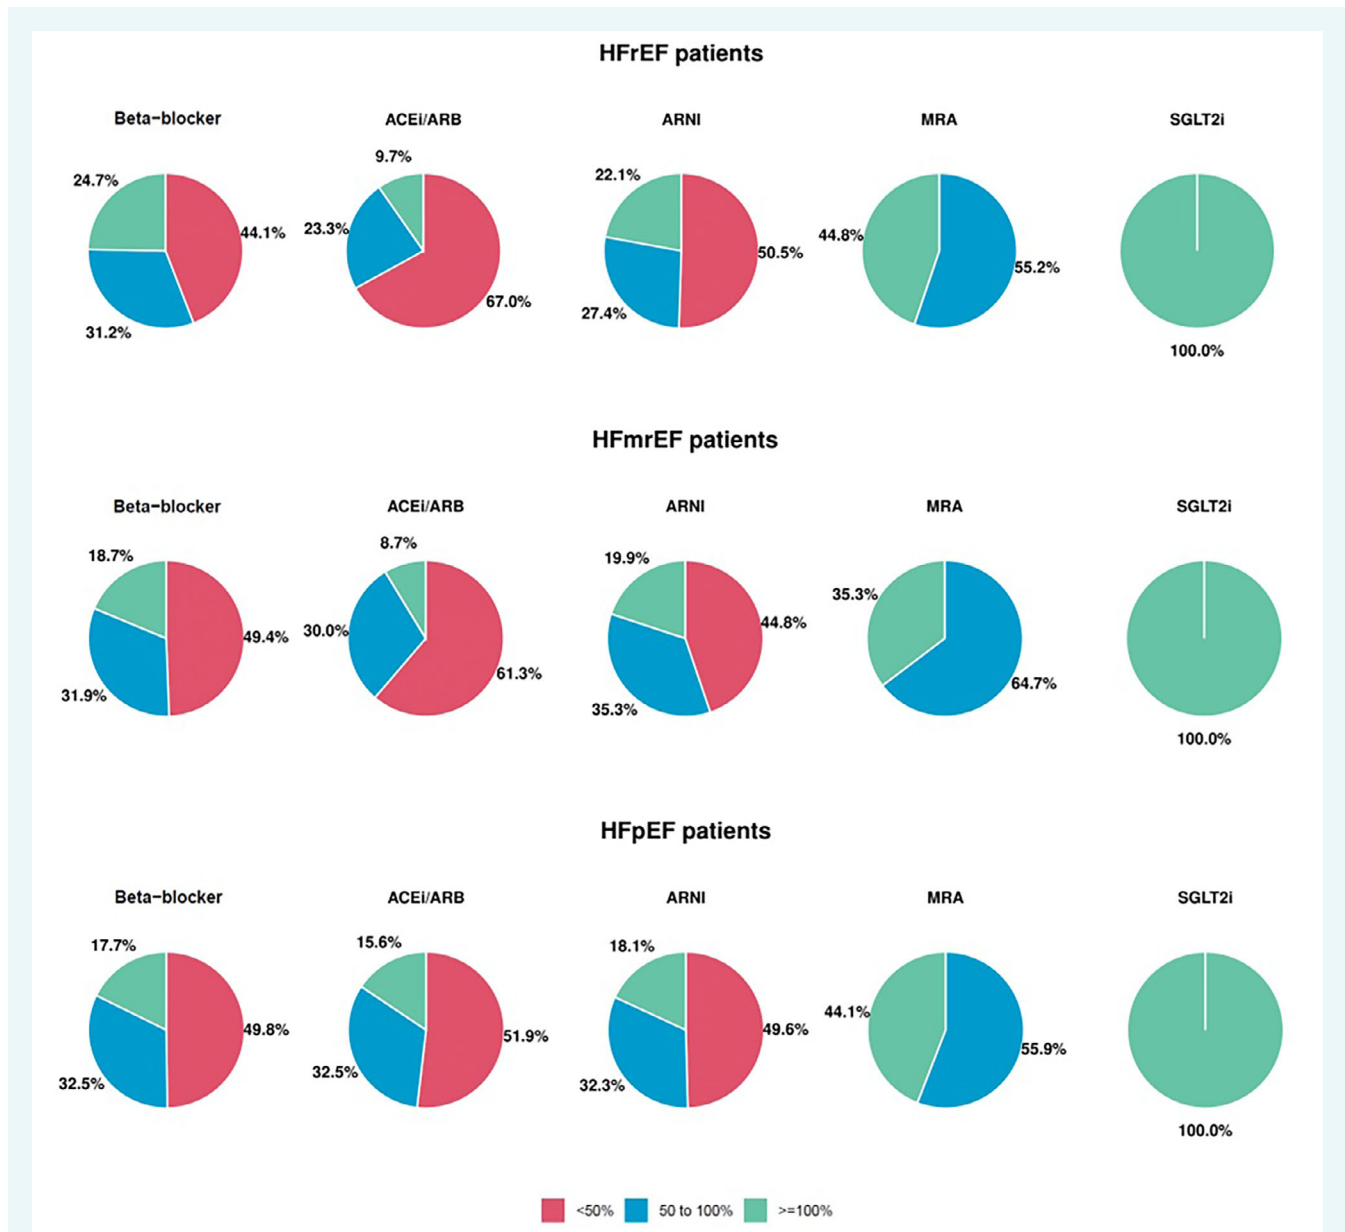 HFrEF patients
Beta-blocker ACEi/ARB ARNI MRA SGLT2i
9.7%
24.7% 22.1%
44.1% 23.3% 50.5% 44.8% 55.2%
67.0%
31.2% 27.4%
100.0%
HFmrEF patients
Beta-blocker ACEi/ARB ARNI MRA SGLT2i
8.7%
18.7% 19.9%
35.3%
49.4% 30.0% 44.8%
61.3%
31.9% 35.3% 64.7%
100.0%
HFpEF patients
Beta-blocker ACEi/ARB ARNI MRA SGLT2i
17.7% 15.6% 18.1%
44.1%
49.8% 51.9% 49.6% 55.9%
32.5% 32.5% 32.3%
100.0%
<50% 50 to 100% >=100%